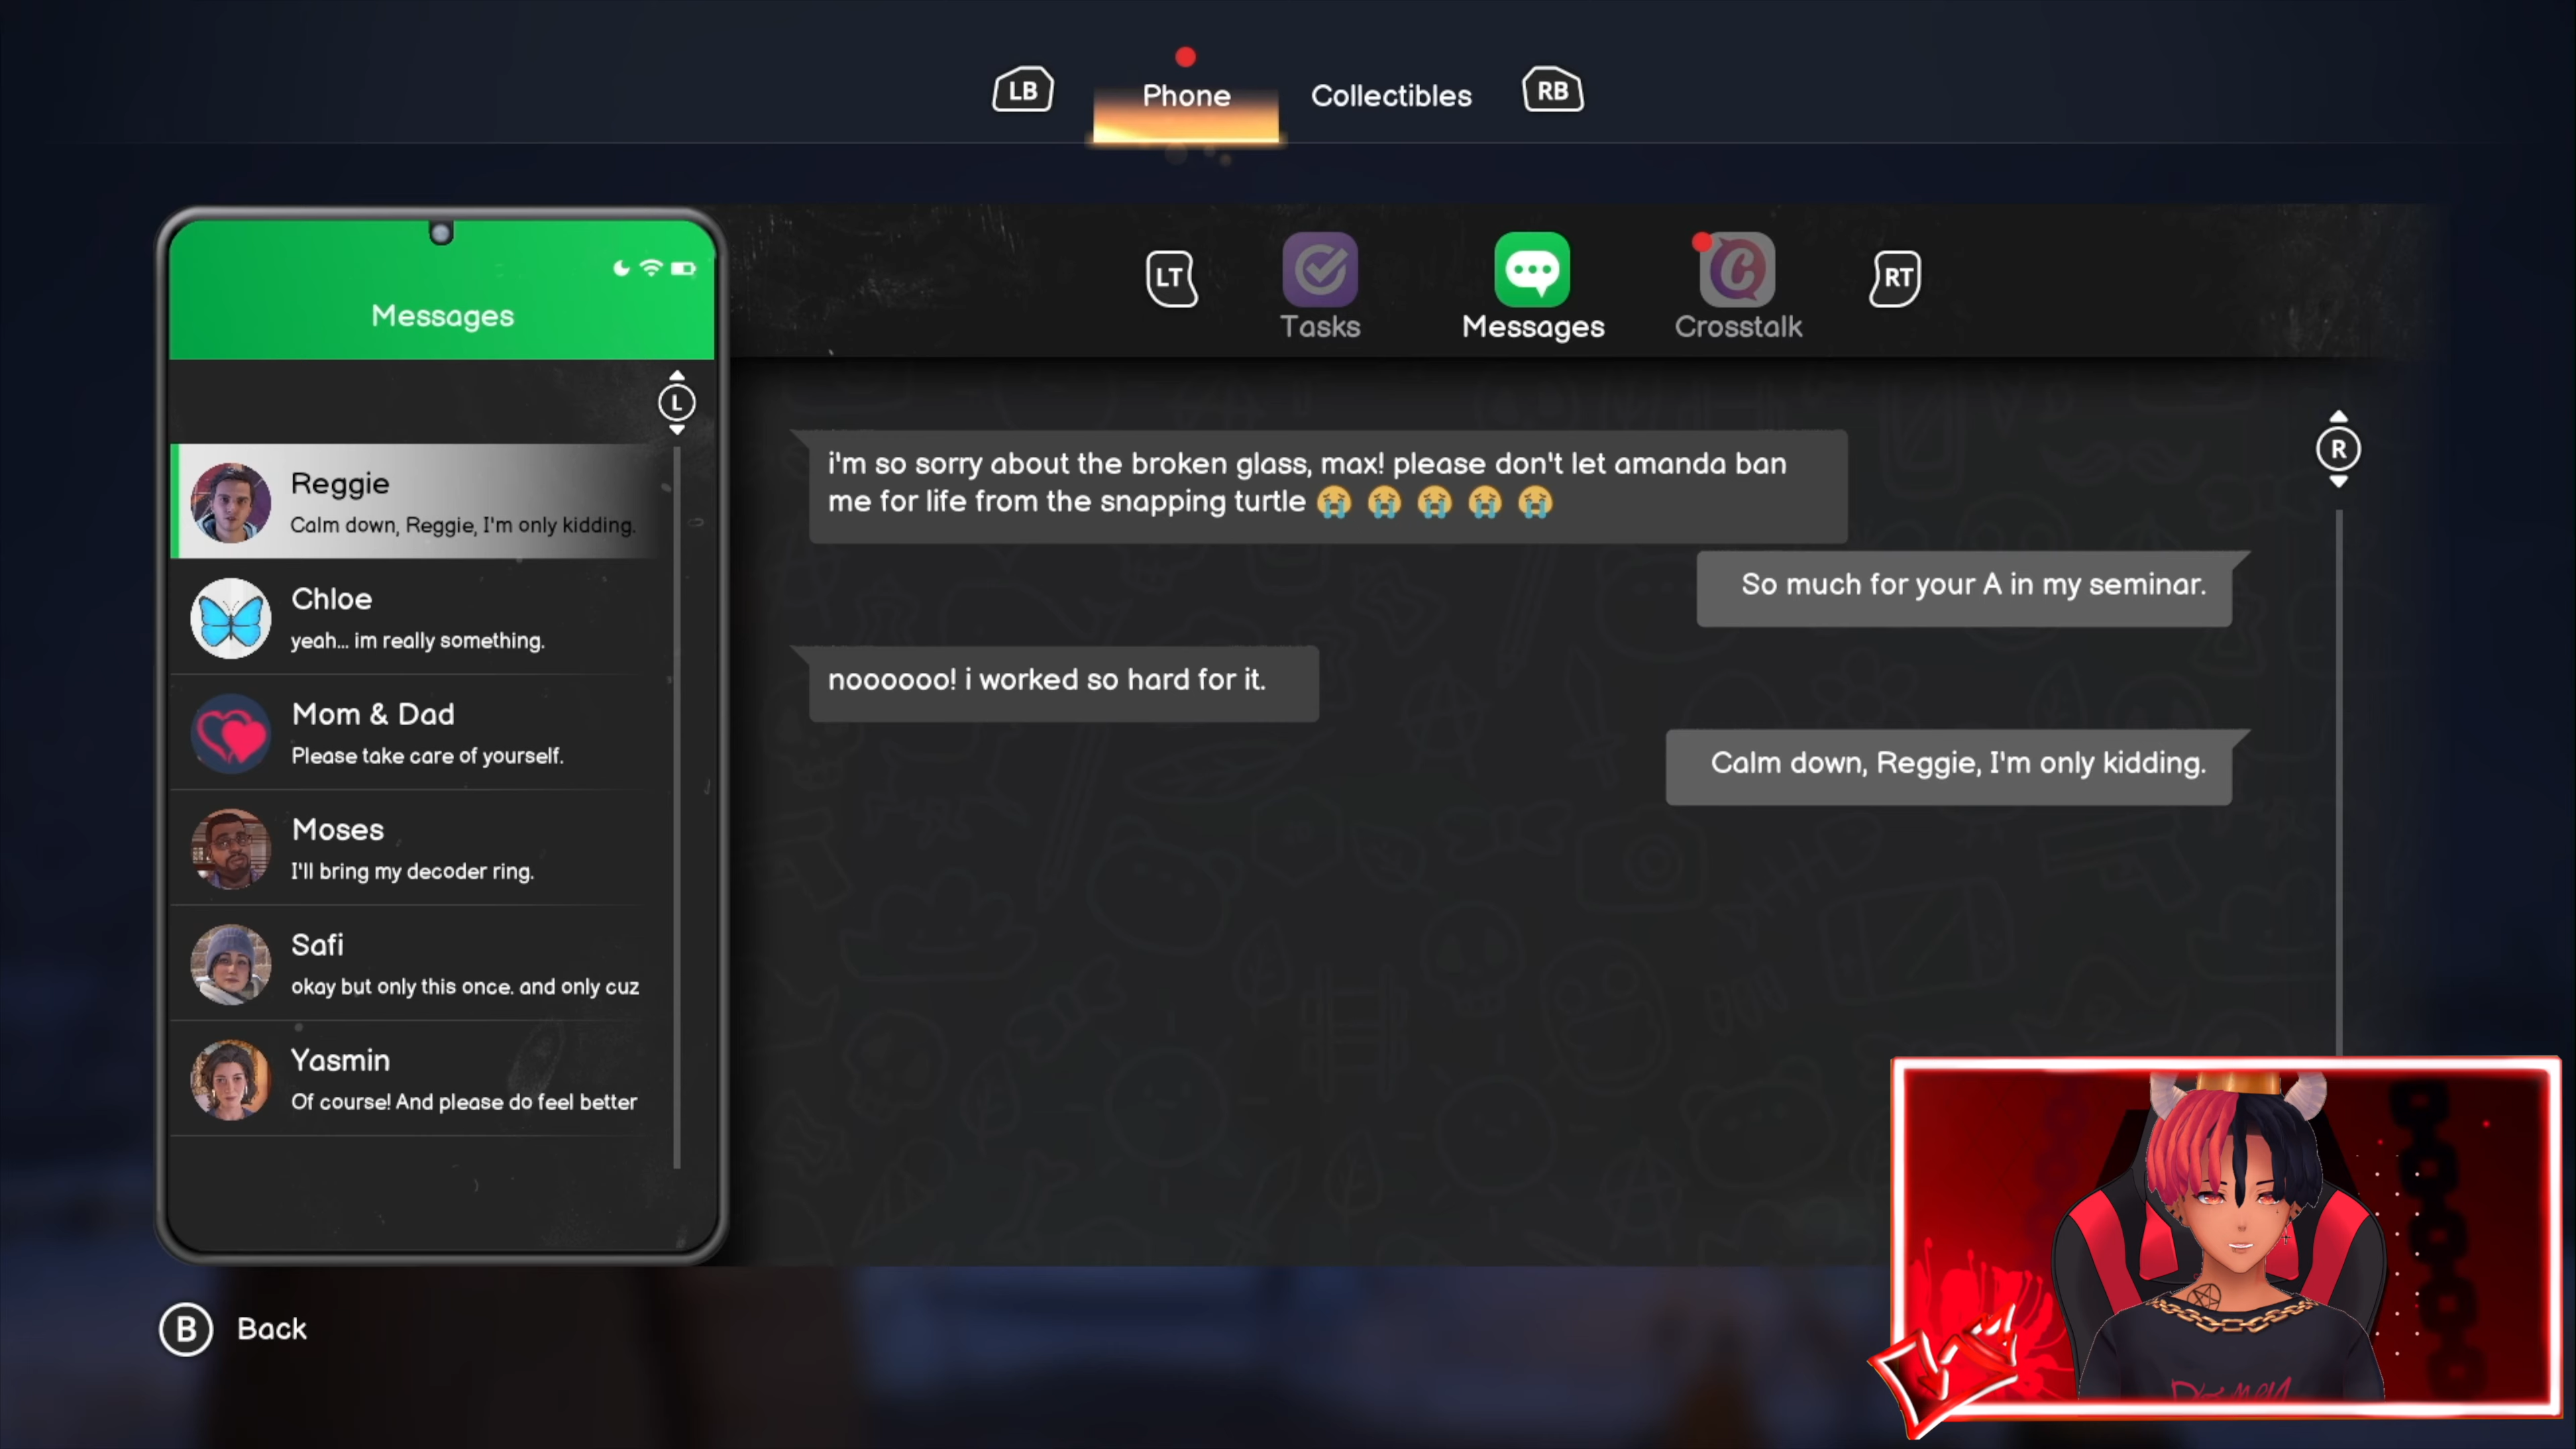 LB
Phone
Collectibles
RB
Messages
LT
Tasks
Messages
Crosstalk
RT
L
R
Reggie
Calm down, Reggie, I'm only kidding.
Chloe
yeah... im really something.
Mom & Dad
Please take care of yourself.
Moses
I'll bring my decoder ring.
Safi
okay but only this once. and only cuz
Yasmin
Of course! And please do feel better
i'm so sorry about the broken glass, max! please don't let amanda ban
me for life from the snapping turtle 😭 😭 😭 😭 😭
So much for your A in my seminar.
noooooo! i worked so hard for it.
Calm down, Reggie, I'm only kidding.
B Back